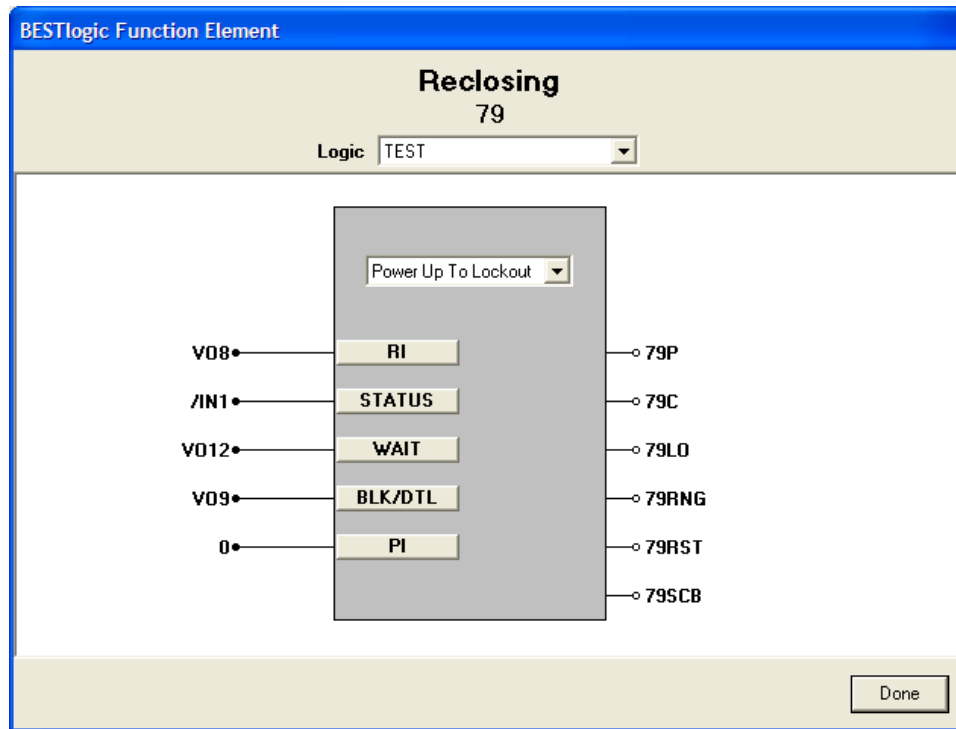 BESTlogic Function Element
Reclosing
79
Logic TEST
Power Up To Lockout
VO8 RI 79P
/IN1 STATUS 79C
VO12 WAIT 79LO
VO9 BLK/DTL 79RNG
0 PI 79RST
79SCB
Done